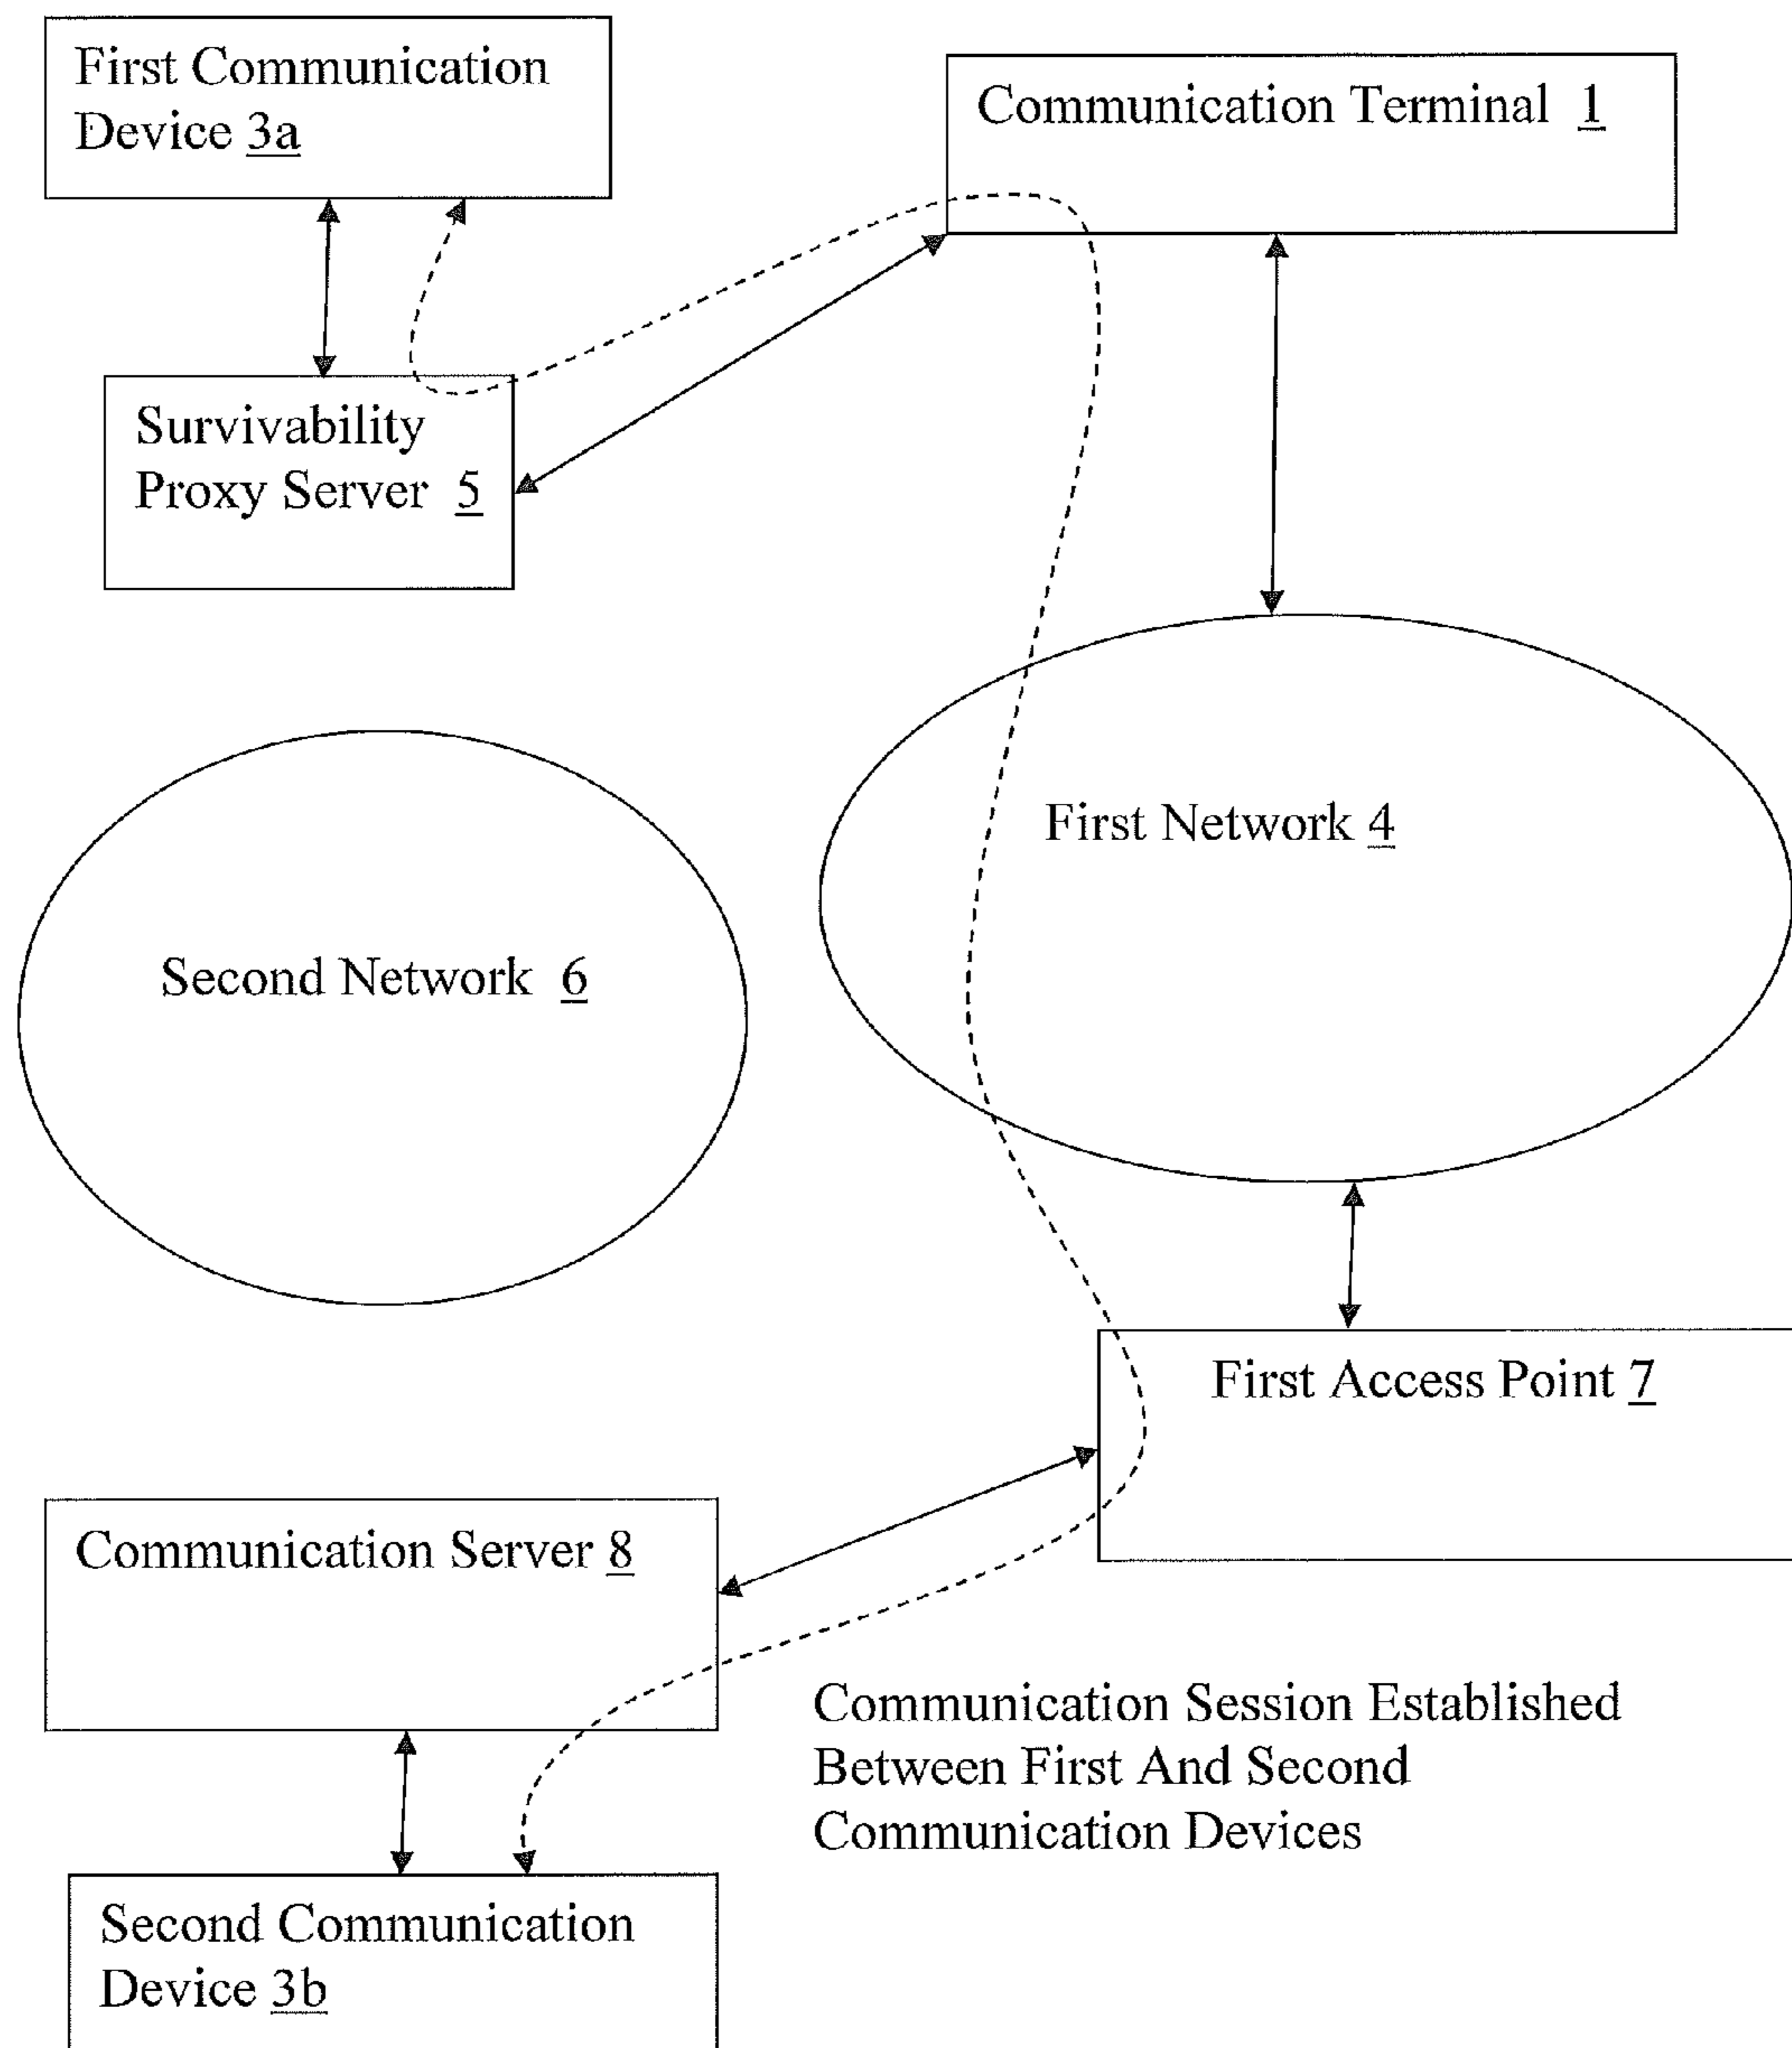 First Communication
Device 3a
Communication Terminal 1
Survivability
Proxy Server 5
First Network 4
Second Network 6
First Access Point 7
Communication Server 8
Communication Session Established
Between First And Second
Communication Devices
Second Communication
Device 3b